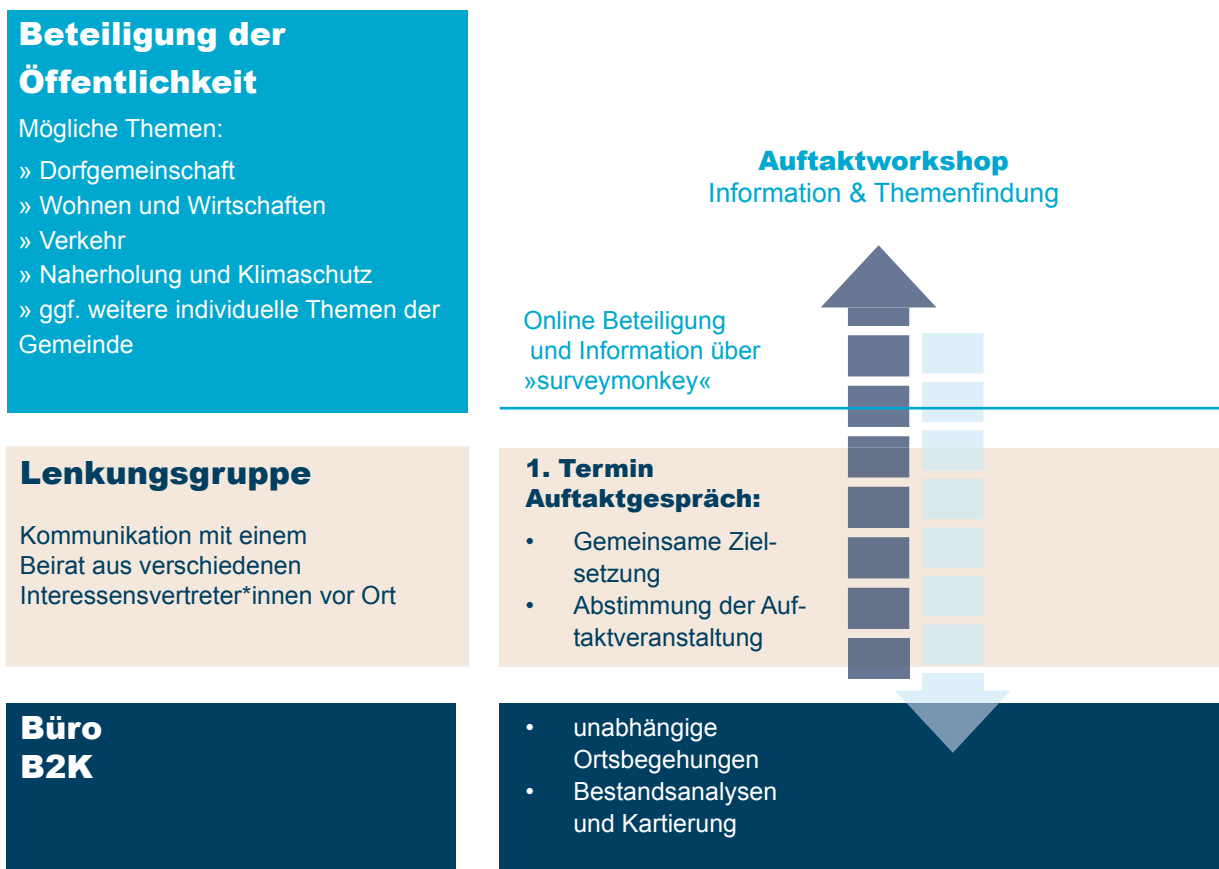 Beteiligung der
Öffentlichkeit
Mögliche Themen:
» Dorfgemeinschaft
» Wohnen und Wirtschaften
» Verkehr
» Naherholung und Klimaschutz
» ggf. weitere individuelle Themen der
Gemeinde
Auftaktworkshop
Information & Themenfindung
Online Beteiligung
und Information über
»surveymonkey«
Lenkungsgruppe
Kommunikation mit einem
Beirat aus verschiedenen
Interessensvertreter*innen vor Ort
1. Termin
Auftaktgespräch:
• Gemeinsame Ziel-
setzung
• Abstimmung der Auf-
taktveranstaltung
Büro
B2K
• unabhängige
Ortsbegehungen
• Bestandsanalysen
und Kartierung